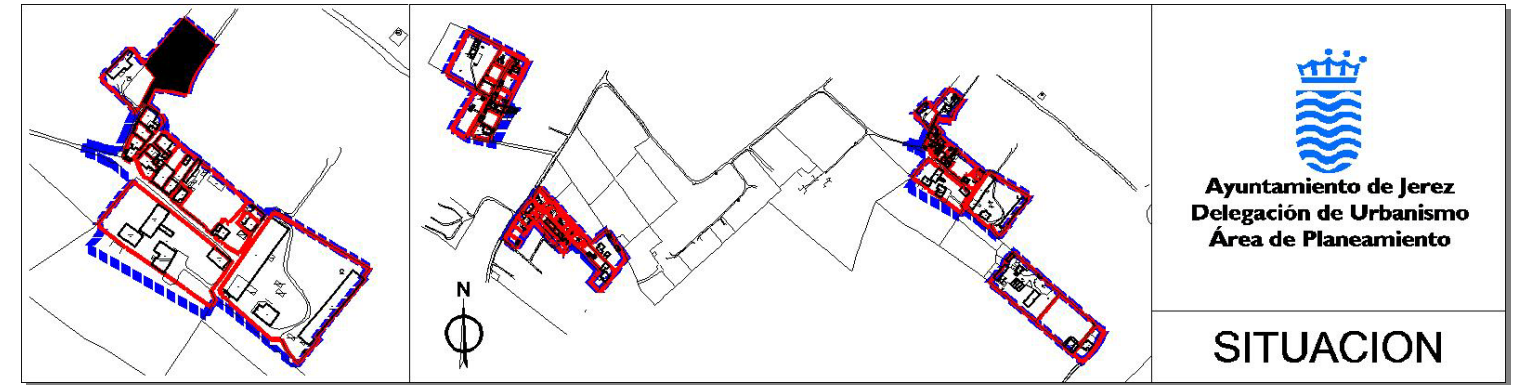 N
Ayuntamiento de Jerez
Delegación de Urbanismo
Área de Planeamiento
SITUACION